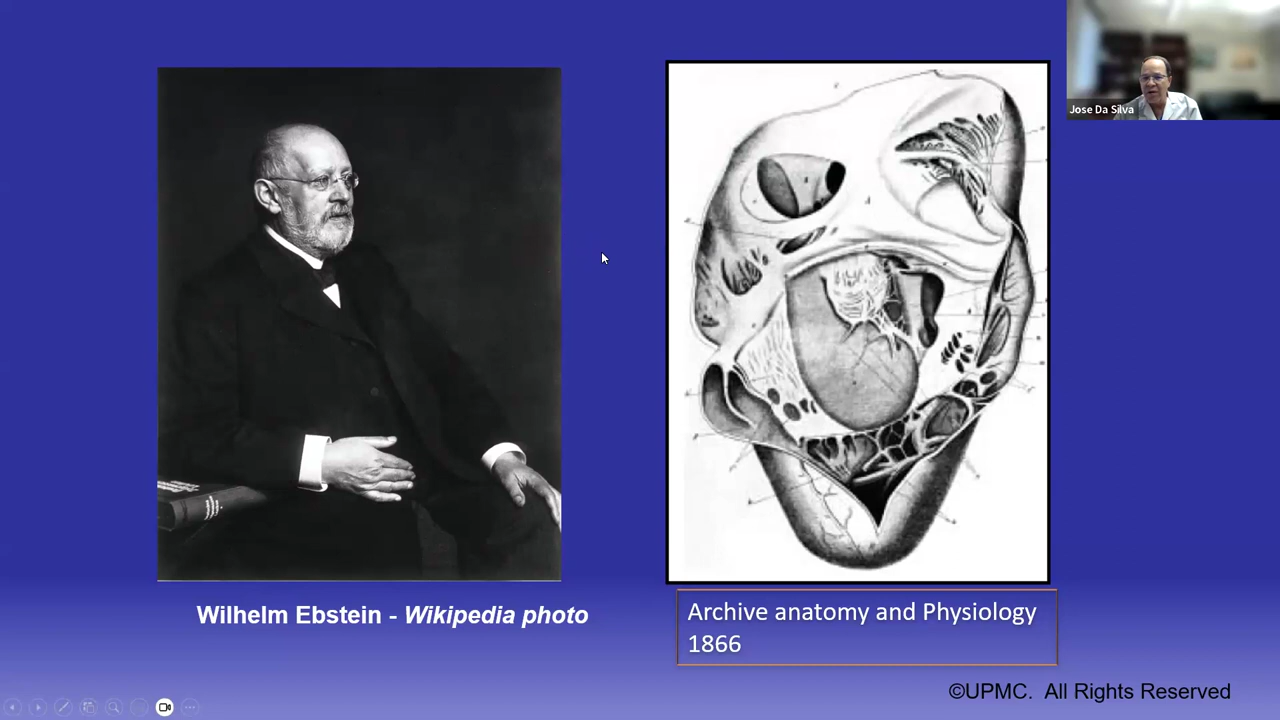 Jose Da Silva
Wilhelm Ebstein - Wikipedia photo
Archive anatomy and Physiology
1866
©UPMC. All Rights Reserved